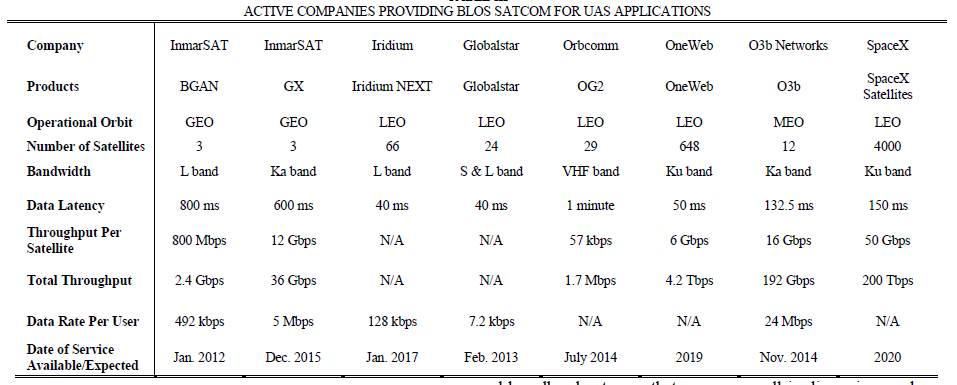 ACTIVE COMPANIES PROVIDING BLOS SATCOM FOR UAS APPLICATIONS
Company InmarSAT InmarSAT Iridium Globalstar Orbcomm OneWeb O3b Networks SpaceX
Products BGAN GX Iridium NEXT Globalstar OG2 OneWeb O3b SpaceX Satellites
Operational Orbit GEO GEO LEO LEO LEO LEO MEO LEO
Number of Satellites 3 3 66 24 29 648 12 4000
Bandwidth L band Ka band L band S & L band VHF band Ku band Ka band Ku band
Data Latency 800 ms 600 ms 40 ms 40 ms 1 minute 50 ms 132.5 ms 150 ms
Throughput Per Satellite 800 Mbps 12 Gbps N/A N/A 57 kbps 6 Gbps 16 Gbps 50 Gbps
Total Throughput 2.4 Gbps 36 Gbps N/A N/A 1.7 Mbps 4.2 Tbps 192 Gbps 200 Tbps
Data Rate Per User 492 kbps 5 Mbps 128 kbps 7.2 kbps N/A N/A 24 Mbps N/A
Date of Service Available/Expected Jan. 2012 Dec. 2015 Jan. 2017 Feb. 2013 July 2014 2019 Nov. 2014 2020